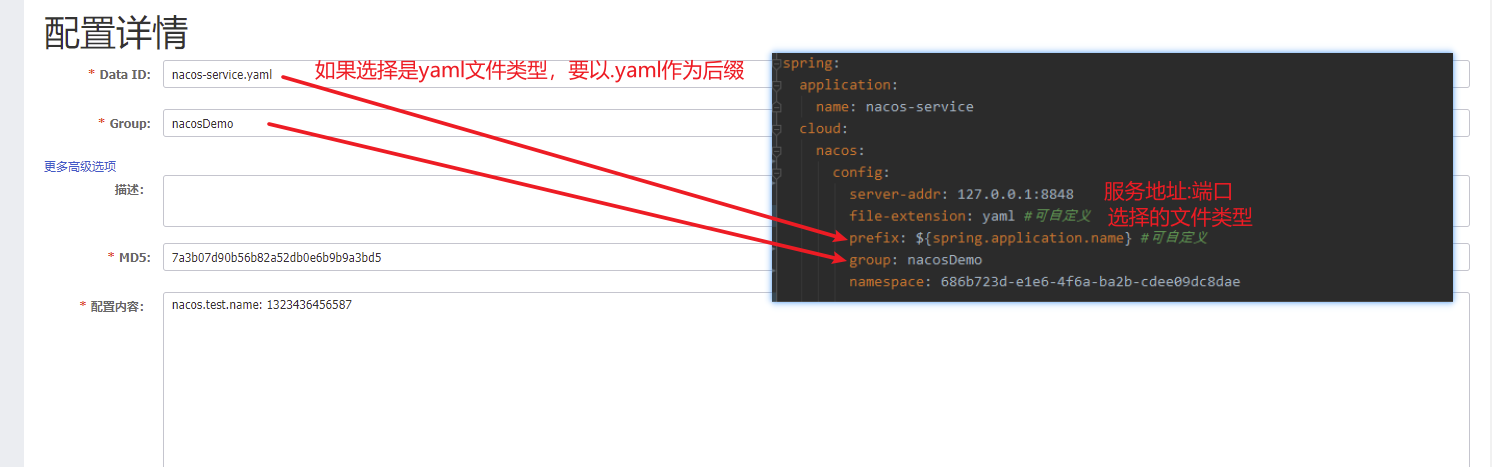 配置详情
* Data ID: nacos-service.yaml
如果选择是yaml文件类型，要以.yaml作为后缀
* Group: nacosDemo
更多高级选项
描述:
* MD5: 7a3b07d90b56b82a52db0e6b9b9a3bd5
* 配置内容: nacos.test.name: 1323436456587
spring:
application:
name: nacos-service
cloud:
nacos:
config:
server-addr: 127.0.0.1:8848 服务地址:端口
file-extension: yaml #可自定义 选择的文件类型
prefix: ${spring.application.name} #可自定义
group: nacosDemo
namespace: 686b723d-e1e6-4f6a-ba2b-cdee09dc8dae